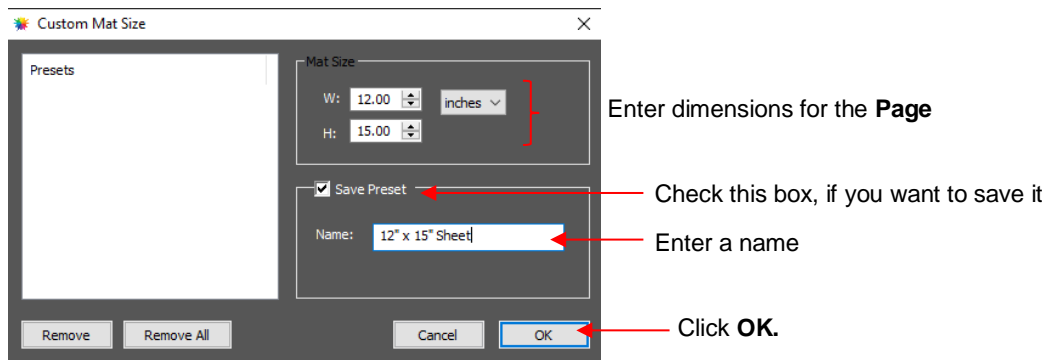 Custom Mat Size
Presets
Mat Size
W: 12.00 inches
Enter dimensions for the Page
H: 15.00
Save Preset
Check this box, if you want to save it
Name: 12" x 15" Sheet
Enter a name
Remove Remove All Cancel OK
Click OK.